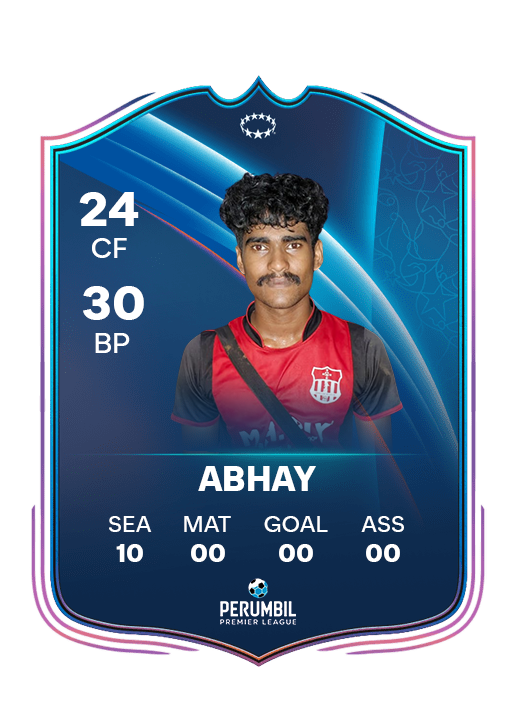 24
CF
30
BP
ABHAY
SEA MAT GOAL ASS
10 00 00 00
PERUMBIL
PREMIER LEAGUE